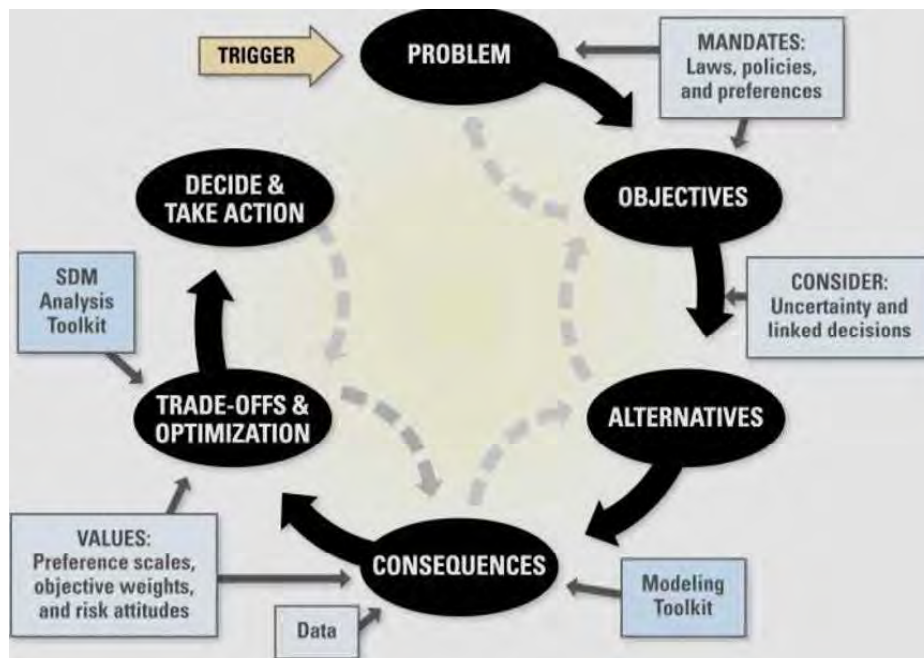 TRIGGER
PROBLEM
MANDATES:
Laws, policies,
and preferences
DECIDE &
TAKE ACTION
OBJECTIVES
SDM
Analysis
Toolkit
CONSIDER:
Uncertainty and
linked decisions
TRADE-OFFS &
OPTIMIZATION
ALTERNATIVES
VALUES:
Preference scales,
objective weights,
and risk attitudes
CONSEQUENCES
Modeling
Toolkit
Data